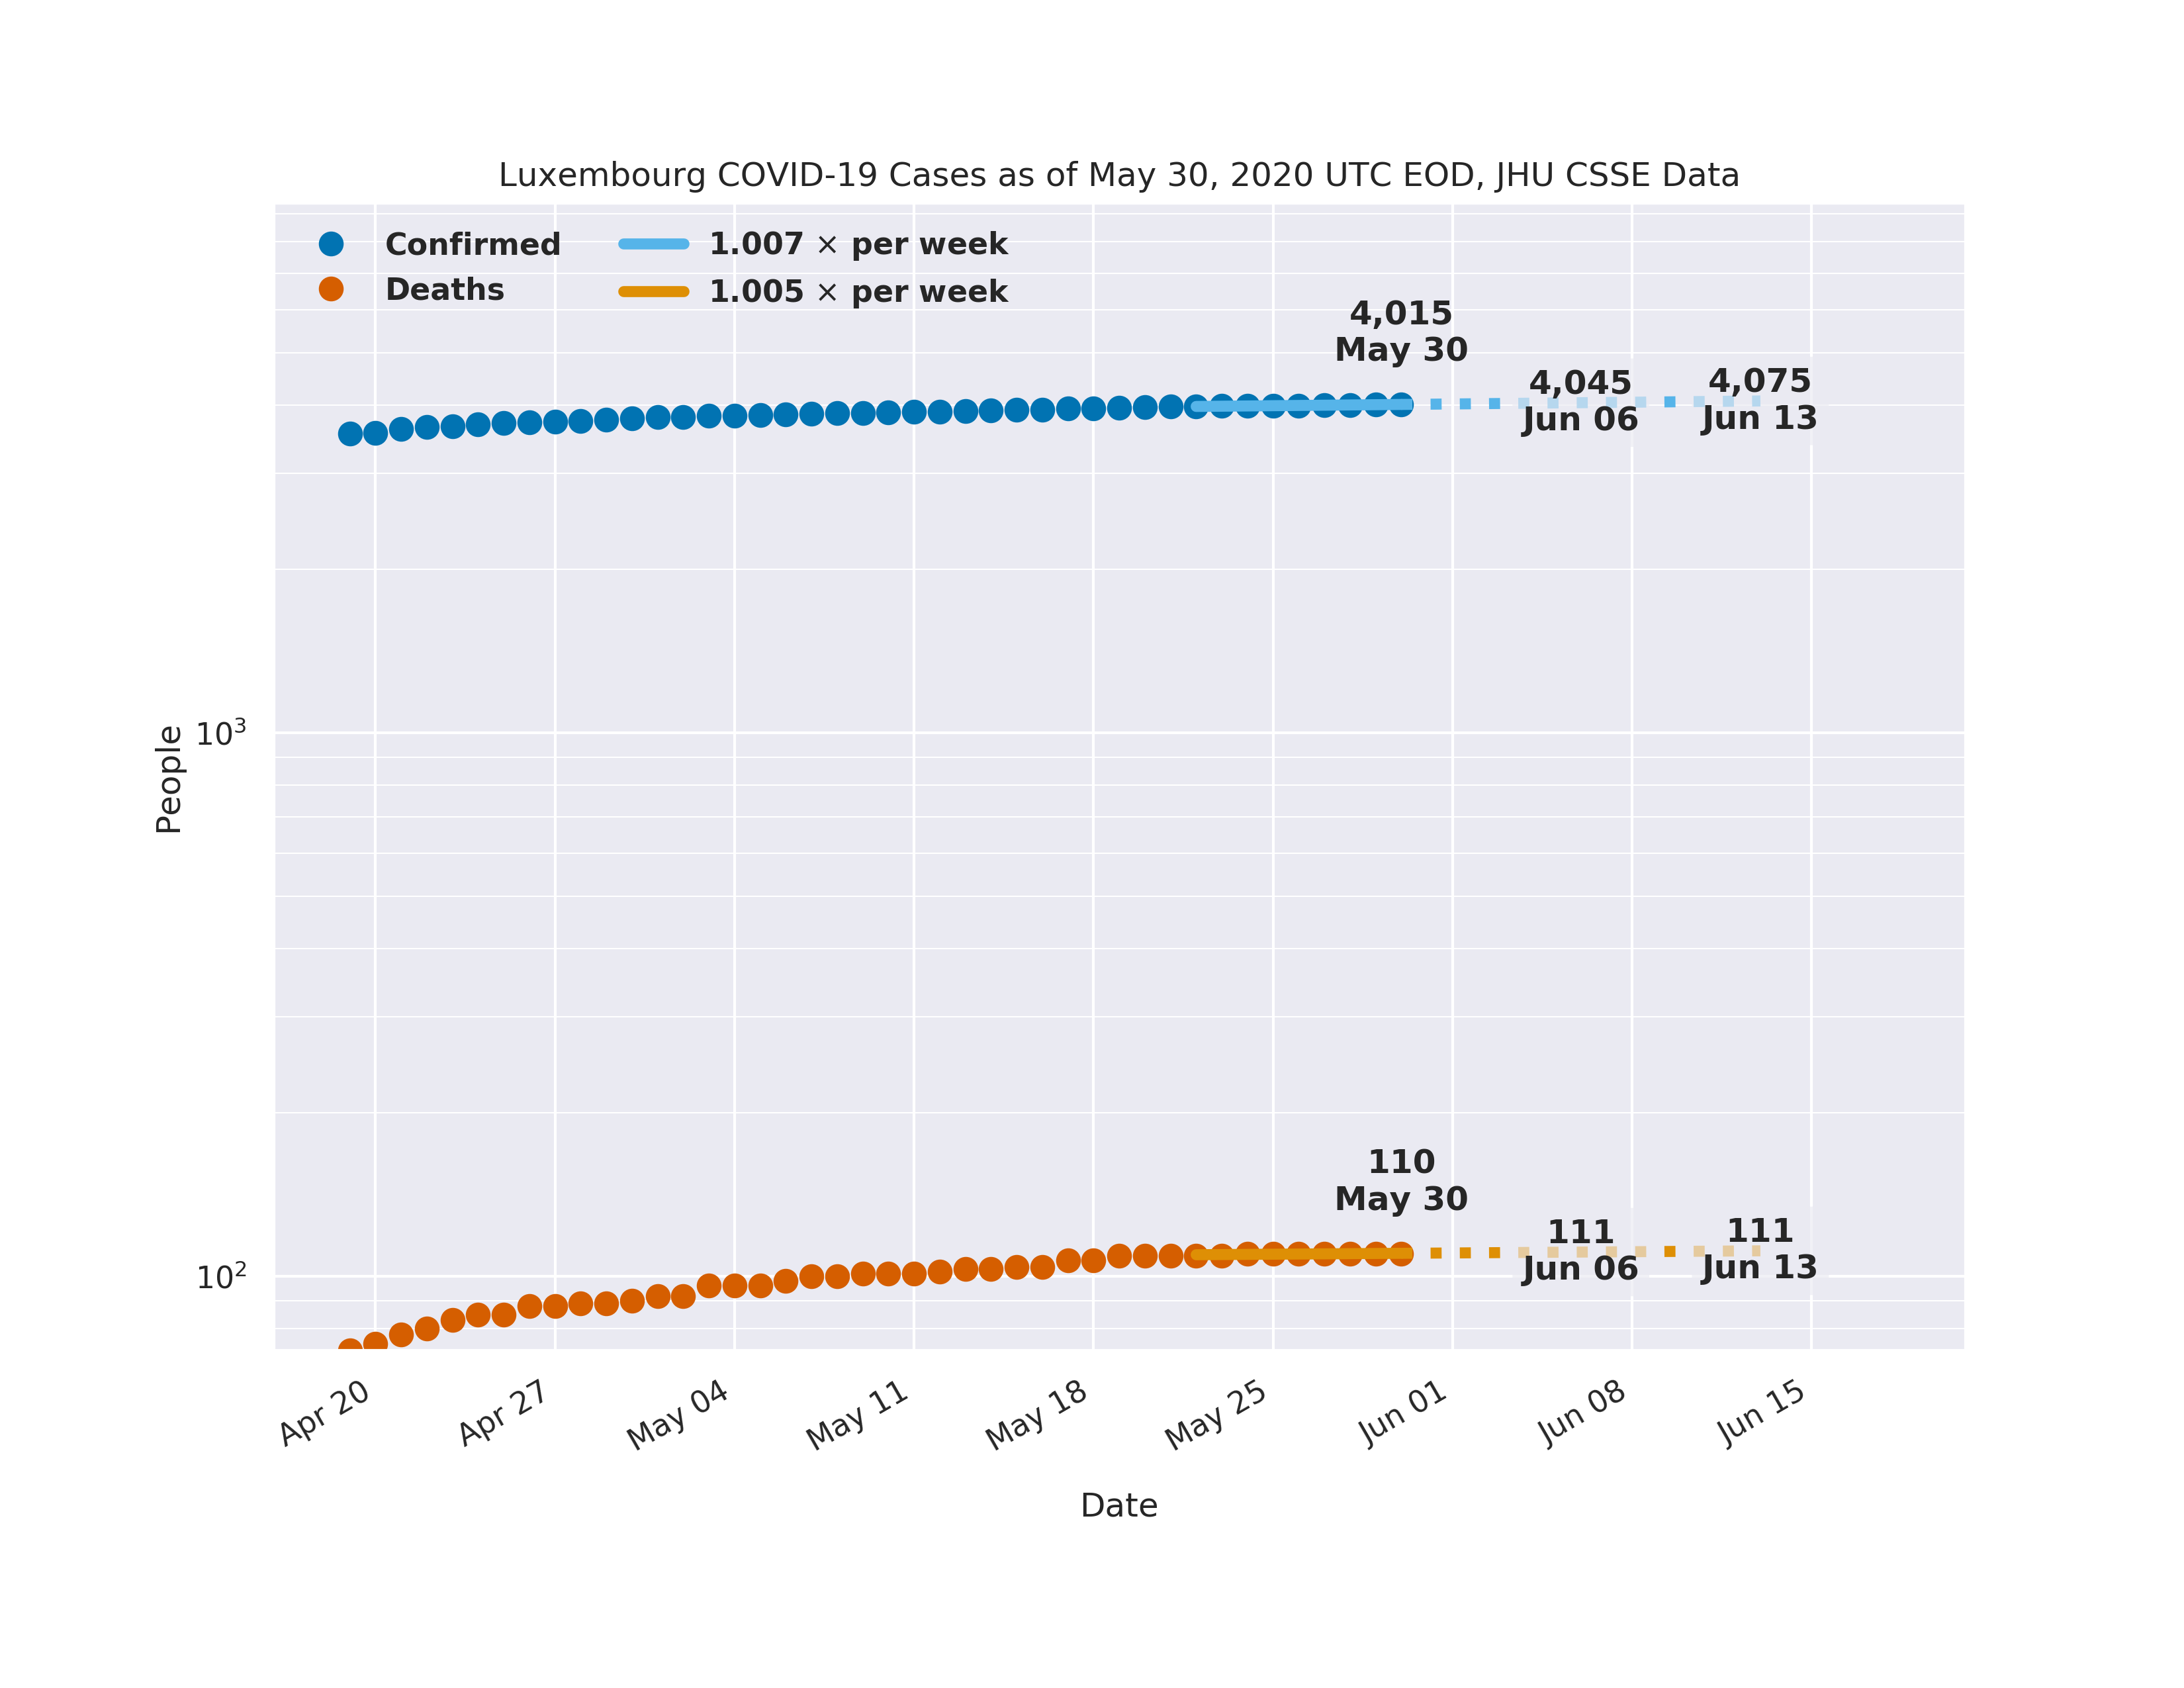 Luxembourg COVID-19 Cases as of May 30, 2020 UTC EOD, JHU CSSE Data
Confirmed
Deaths
1.007 × per week
1.005 × per week
4,015
May 30
4,045
Jun 06
4,075
Jun 13
People
10³
10²
110
May 30
111
Jun 06
111
Jun 13
Apr 20
Apr 27
May 04
May 11
May 18
May 25
Jun 01
Jun 08
Jun 15
Date